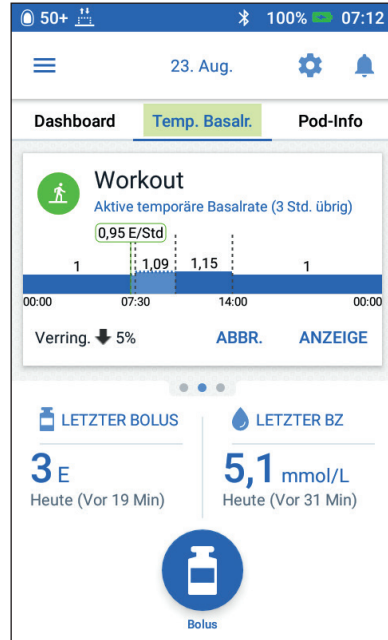 50+ 100% 07:12
23. Aug.
Dashboard Temp. Basalr. Pod-Info
Workout
Aktive temporäre Basalrate (3 Std. übrig)
0,95 E/Std
1 1,09 1,15 1
00:00 07:30 14:00 00:00
Verring. 5% ABBR. ANZEIGE
LETZTER BOLUS LETZTER BZ
3 E 5,1 mmol/L
Heute (Vor 19 Min) Heute (Vor 31 Min)
Bolus